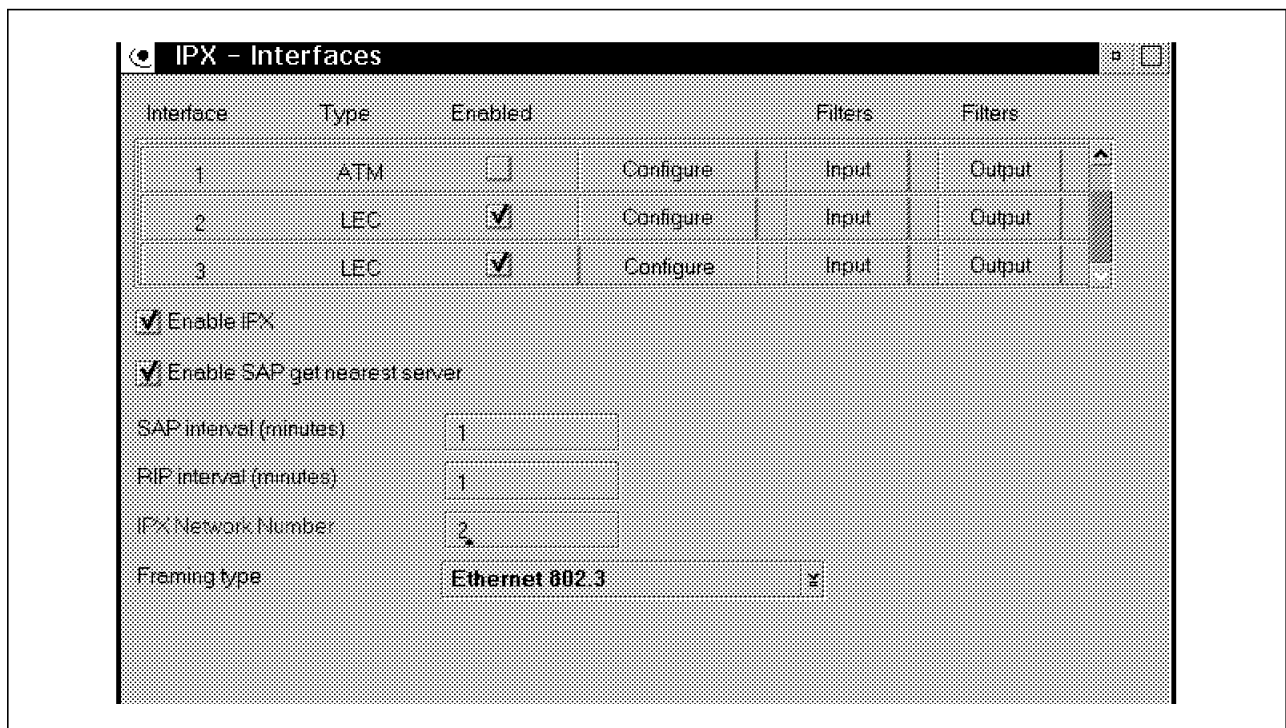 IPX - Interfaces
Interface Type Enabled Filters Filters
1 ATM Configure Input Output
2 LEC Configure Input Output
3 LEC Configure Input Output
Enable IPX
Enable SAP get nearest server
SAP interval (minutes) 1
RIP interval (minutes) 1
IPX Network Number 2
Framing type Ethernet 802.3